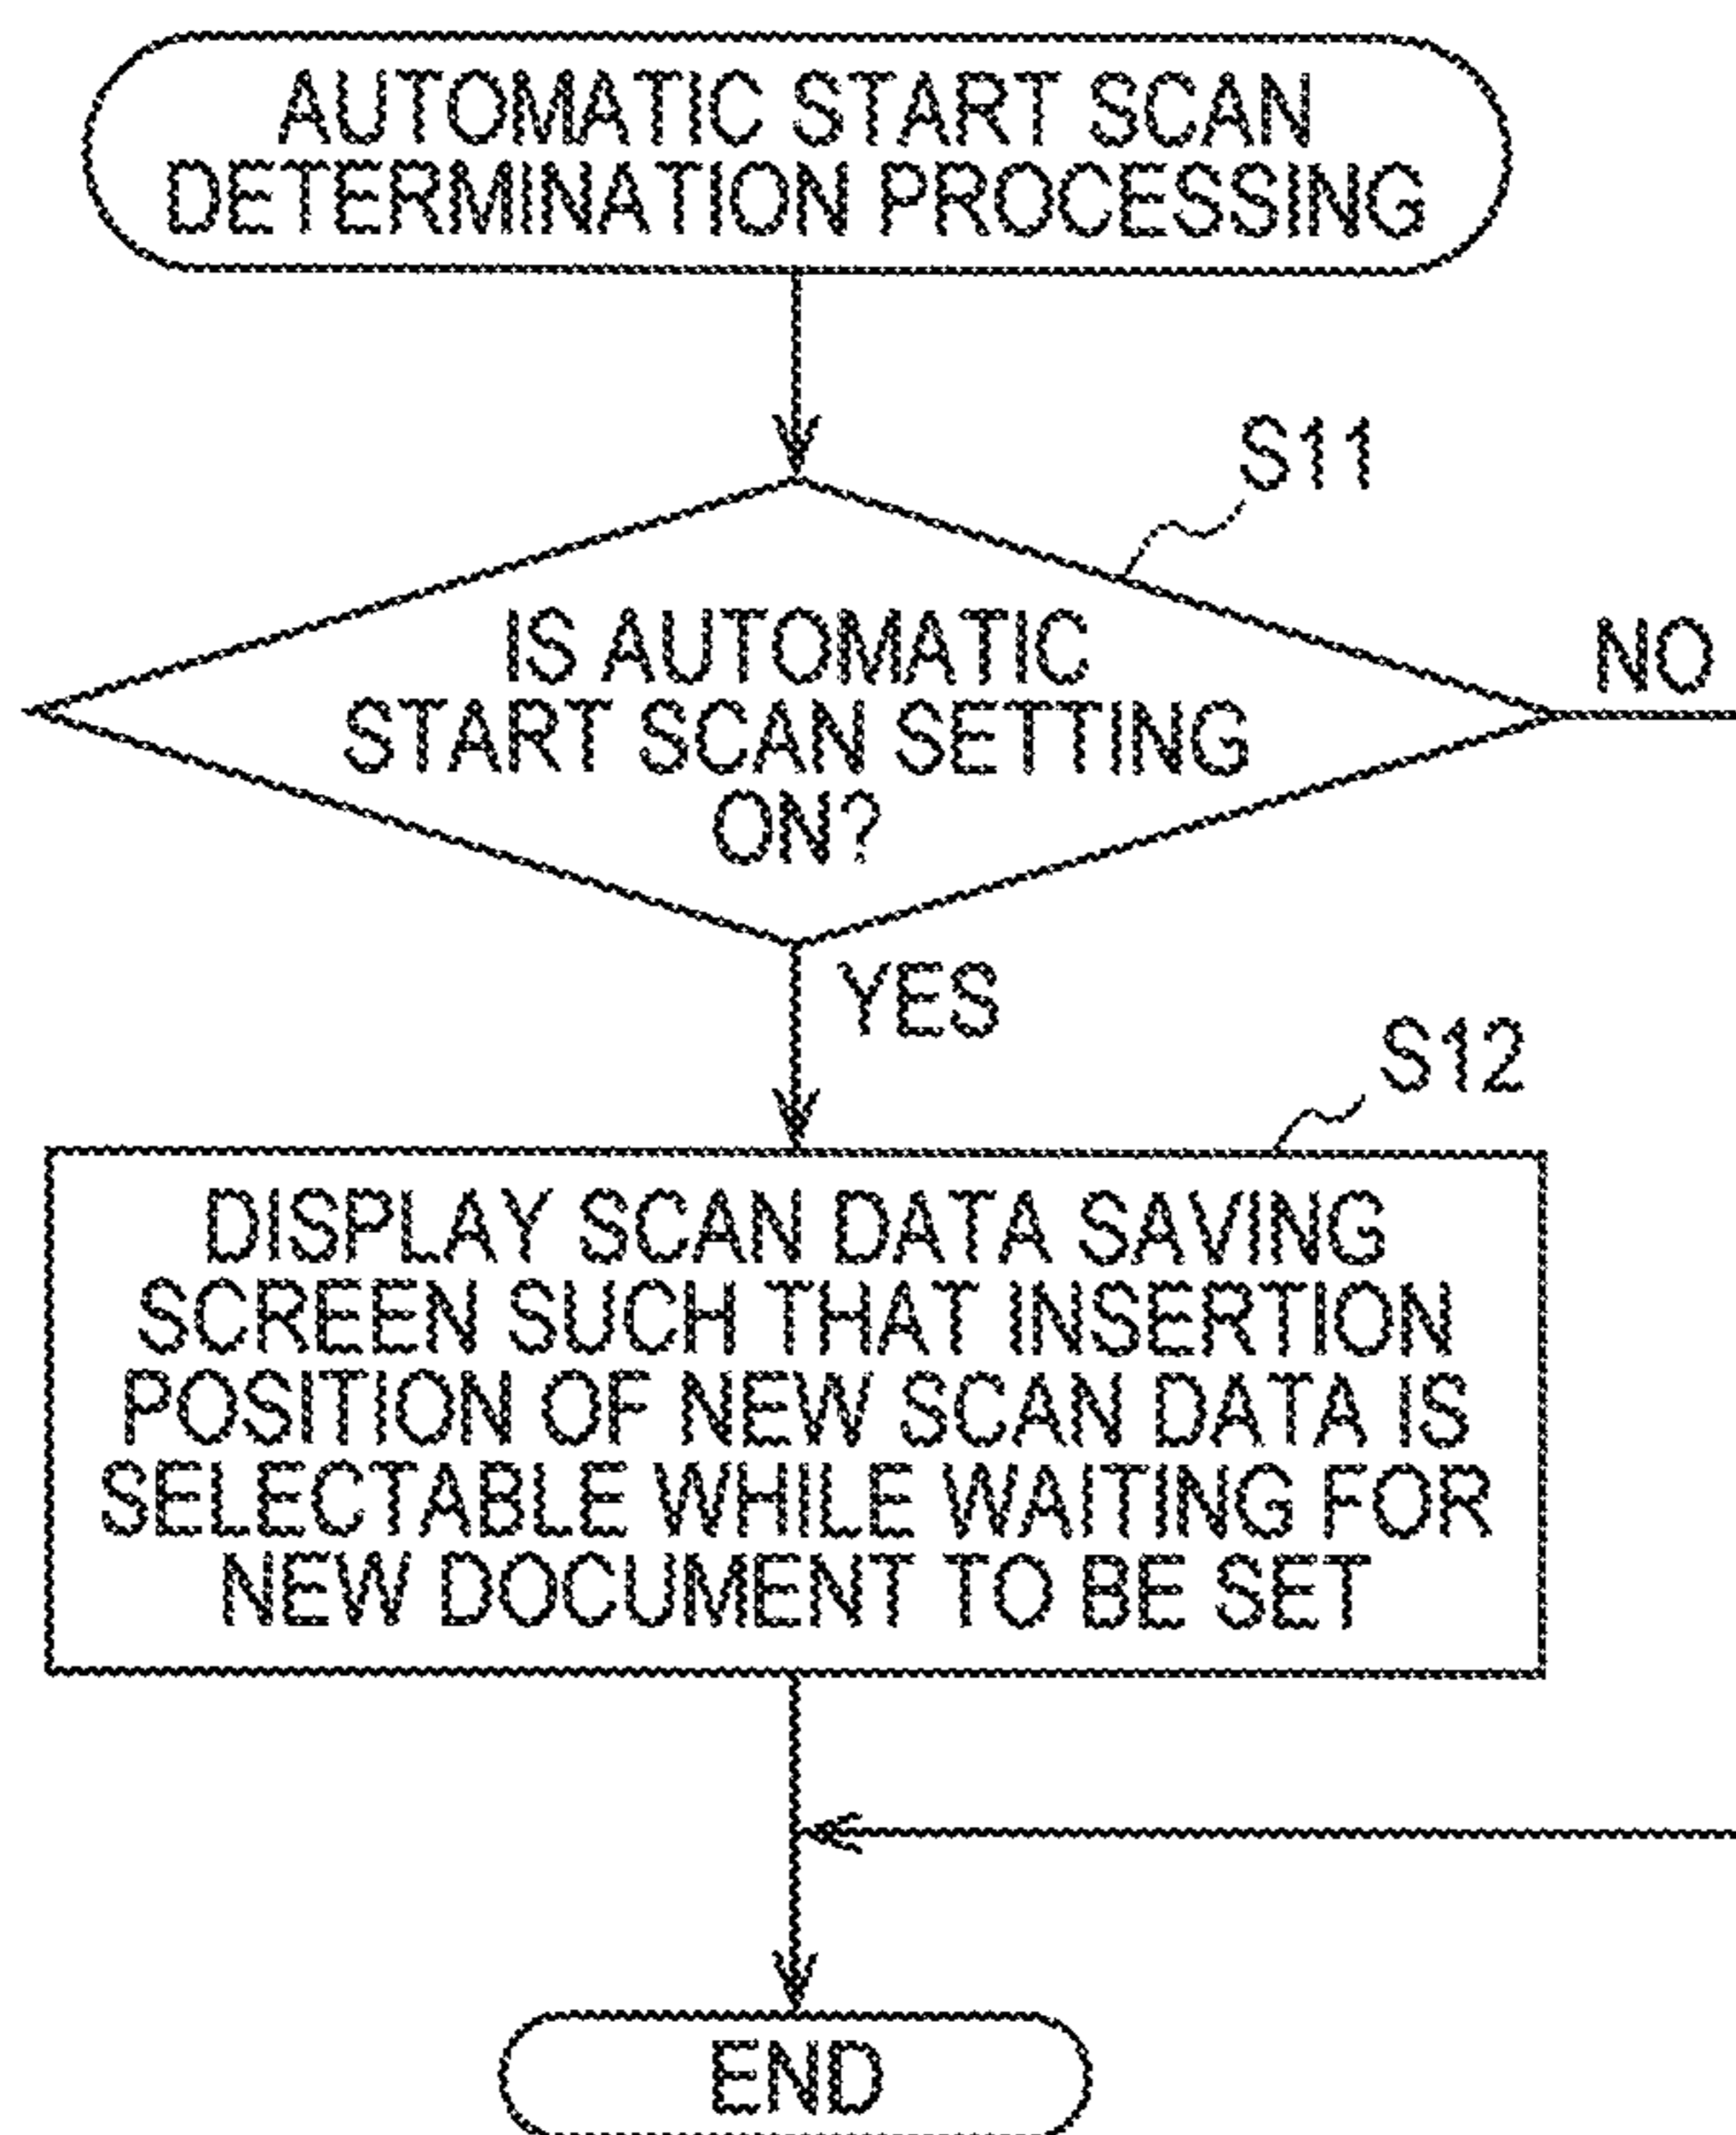 AUTOMATIC START SCAN
DETERMINATION PROCESSING
S11
IS AUTOMATIC
START SCAN SETTING
ON?
NO
YES
S12
DISPLAY SCAN DATA SAVING
SCREEN SUCH THAT INSERTION
POSITION OF NEW SCAN DATA IS
SELECTABLE WHILE WAITING FOR
NEW DOCUMENT TO BE SET
END